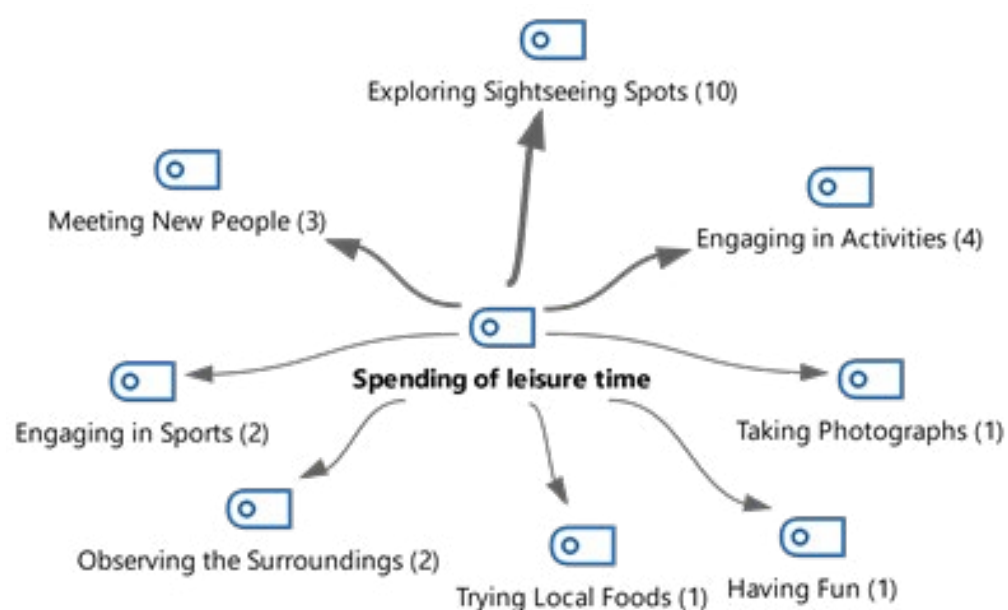 Exploring Sightseeing Spots (10)
Meeting New People (3)
Engaging in Activities (4)
Spending of leisure time
Engaging in Sports (2)
Taking Photographs (1)
Observing the Surroundings (2)
Trying Local Foods (1)
Having Fun (1)